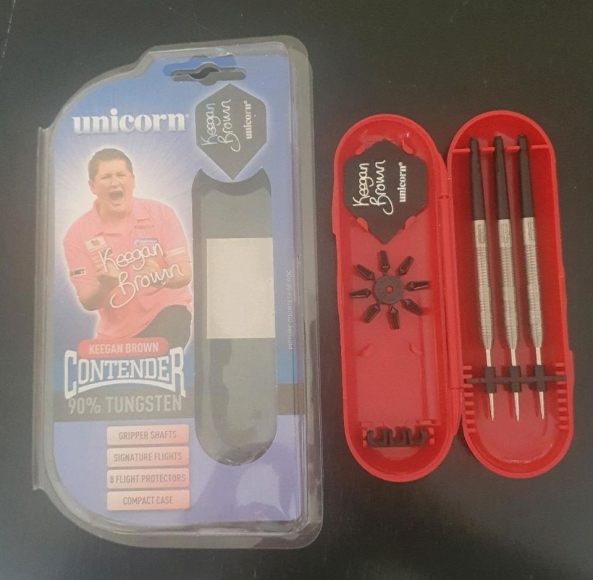 unicorn
Keegan
Brown
unicorn
Keegan
Brown
KEEGAN BROWN
CONTENDER
90% TUNGSTEN
GRIPPER SHAFTS
SIGNATURE FLIGHTS
8 FLIGHT PROTECTORS
COMPACT CASE
Keegan
Brown
unicorn